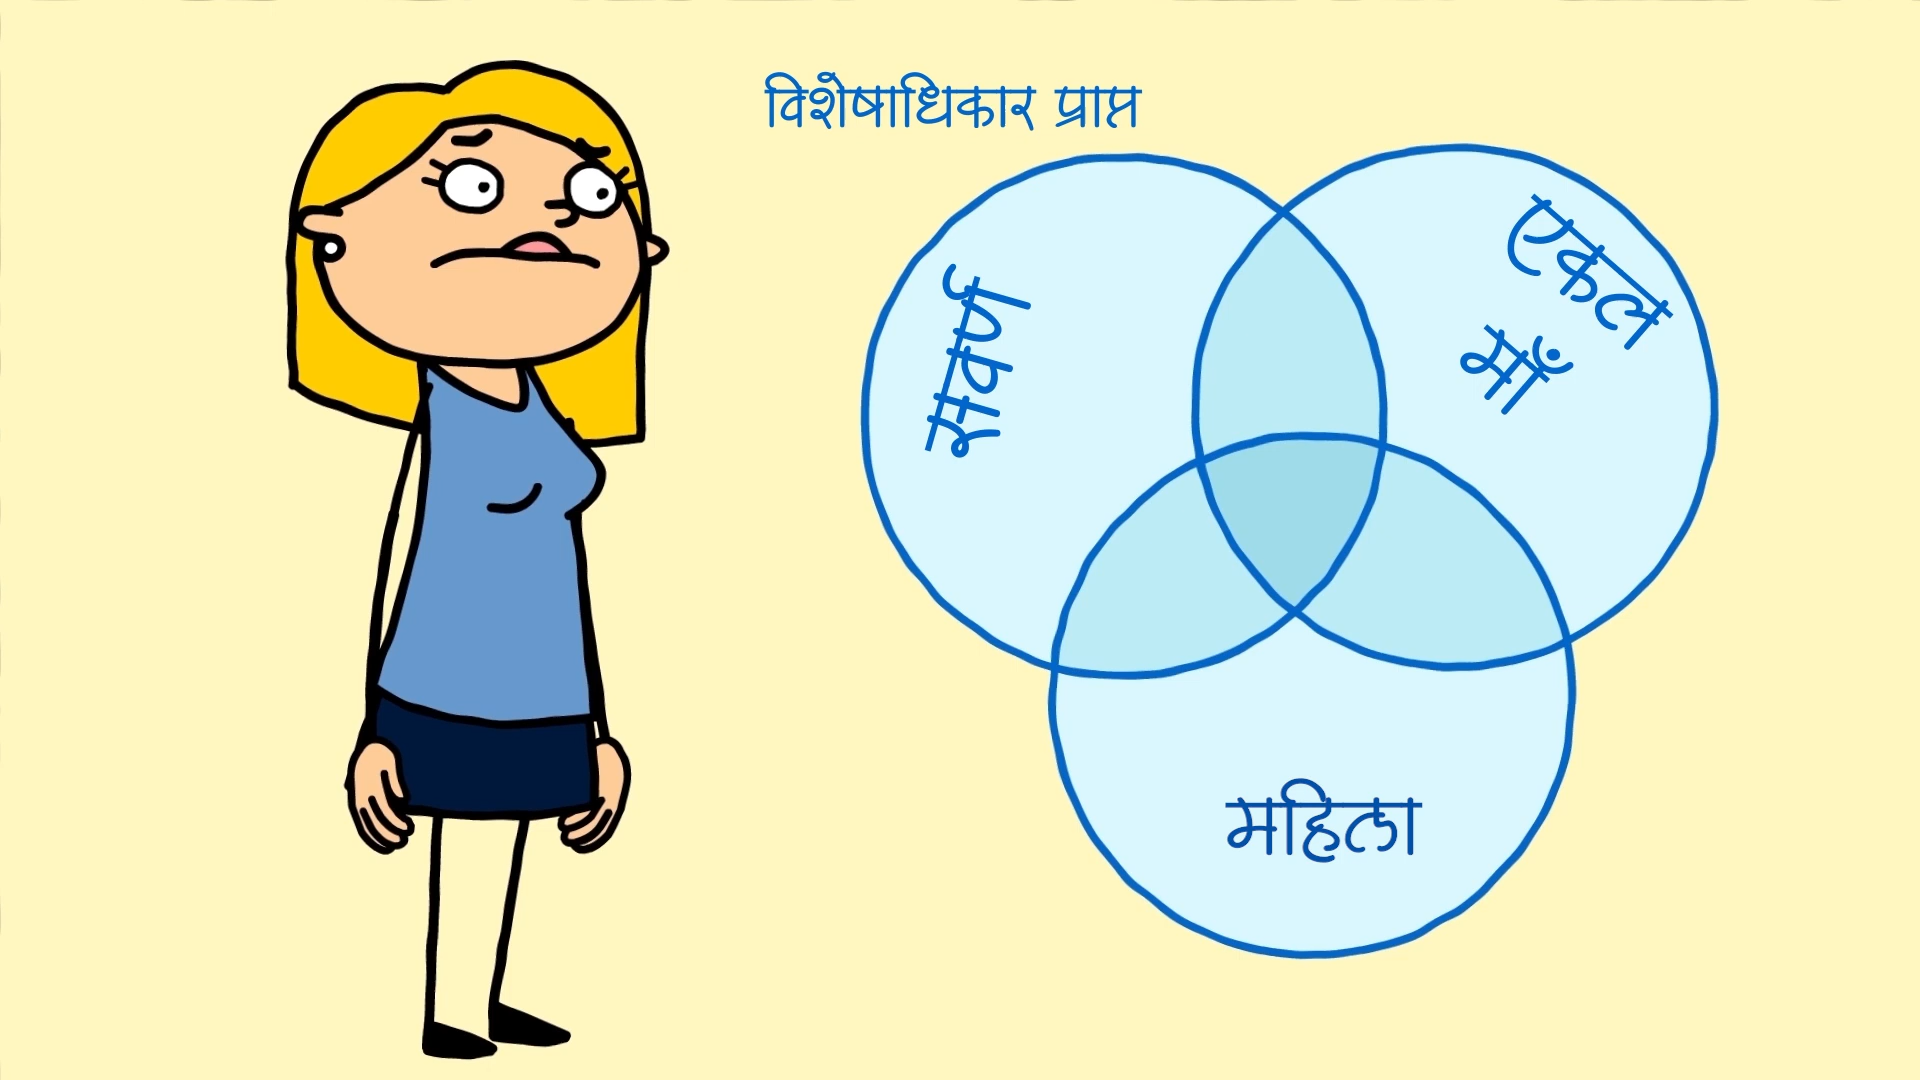 विशेषाधिकार प्राप्त
सवर्ण
एकल
माँ
महिला